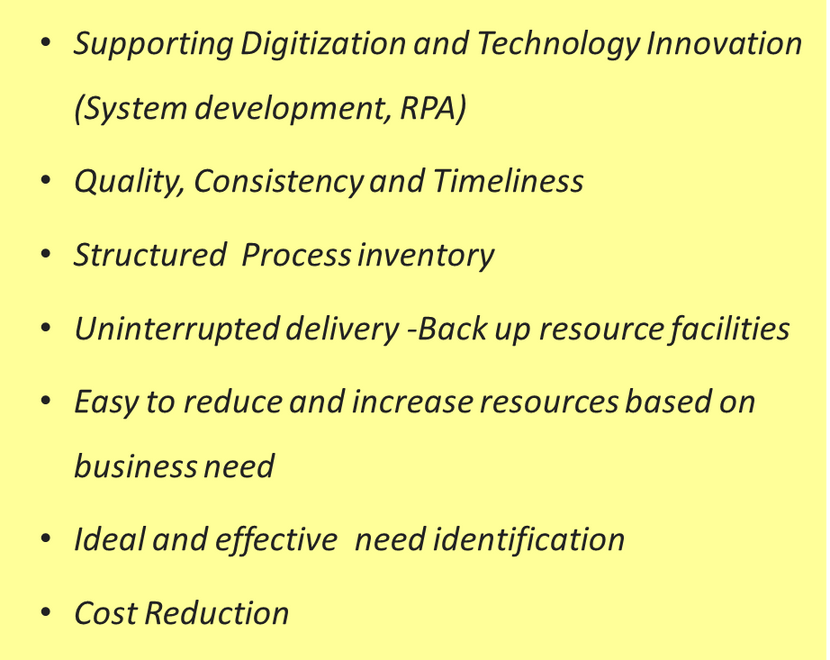 • Supporting Digitization and Technology Innovation
(System development, RPA)
• Quality, Consistency and Timeliness
• Structured  Process inventory
• Uninterrupted delivery -Back up resource facilities
• Easy to reduce and increase resources based on
business need
• Ideal and effective  need identification
• Cost Reduction